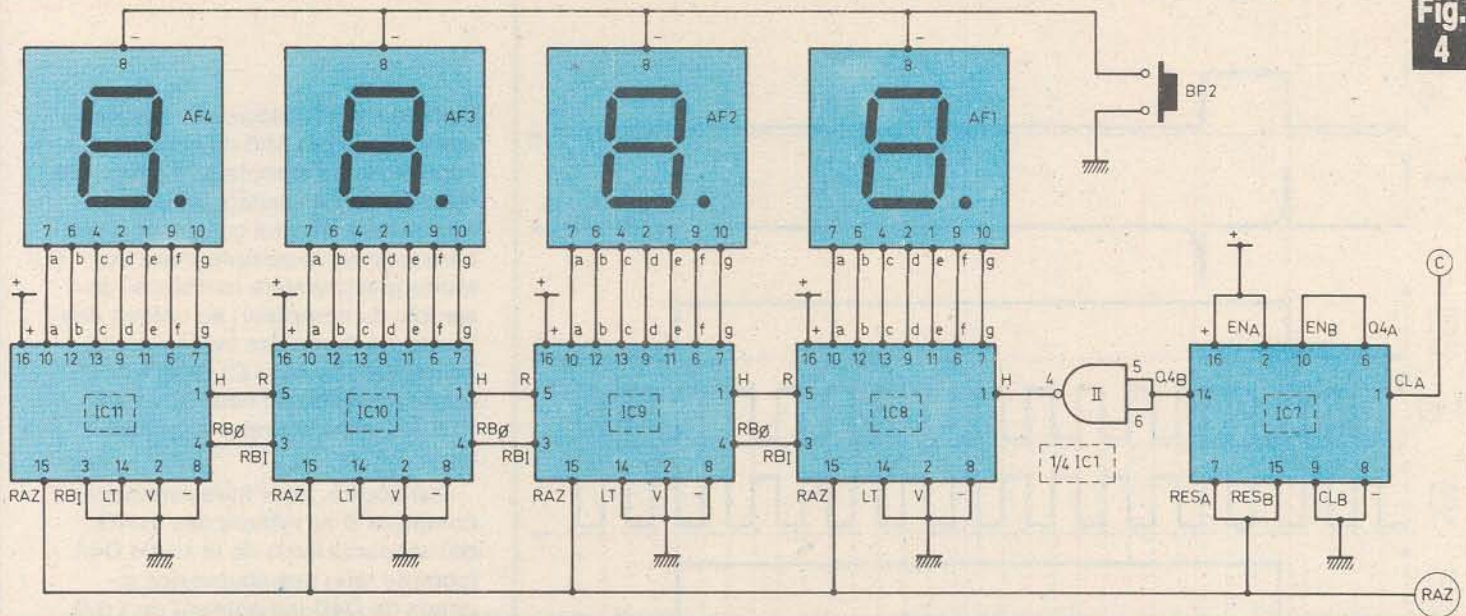 Fig.
4
- - - -
8 8 8 8
BP2
AF4 AF3 AF2 AF1
7 6 4 2 1 9 10 7 6 4 2 1 9 10 7 6 4 2 1 9 10 7 6 4 2 1 9 10
a b c d e f g a b c d e f g a b c d e f g a b c d e f g
+ + + + +
C
+ a b c d e f g + a b c d e f g + a b c d e f g + a b c d e f g + ENA ENB Q4A
16 10 12 13 9 11 6 7 16 10 12 13 9 11 6 7 16 10 12 13 9 11 6 7 16 10 12 13 9 11 6 7 16 2 10 6
1 H R 5 1 H R 5 1 H R 5 1 H 4 II 5 6 Q4B 14 1 CLA
IC11 IC10 IC9 IC8 IC7
4 RBØ RBI 3 4 RBØ RBI 3 4 RBØ RBI 3
1/4 IC1
15 3 14 2 8 15 14 2 8 15 14 2 8 15 14 2 8 7 15 9 8
RAZ RBI LT V RAZ LT V - RAZ LT V - RAZ LT V - RESA RESB CLB -
RAZ